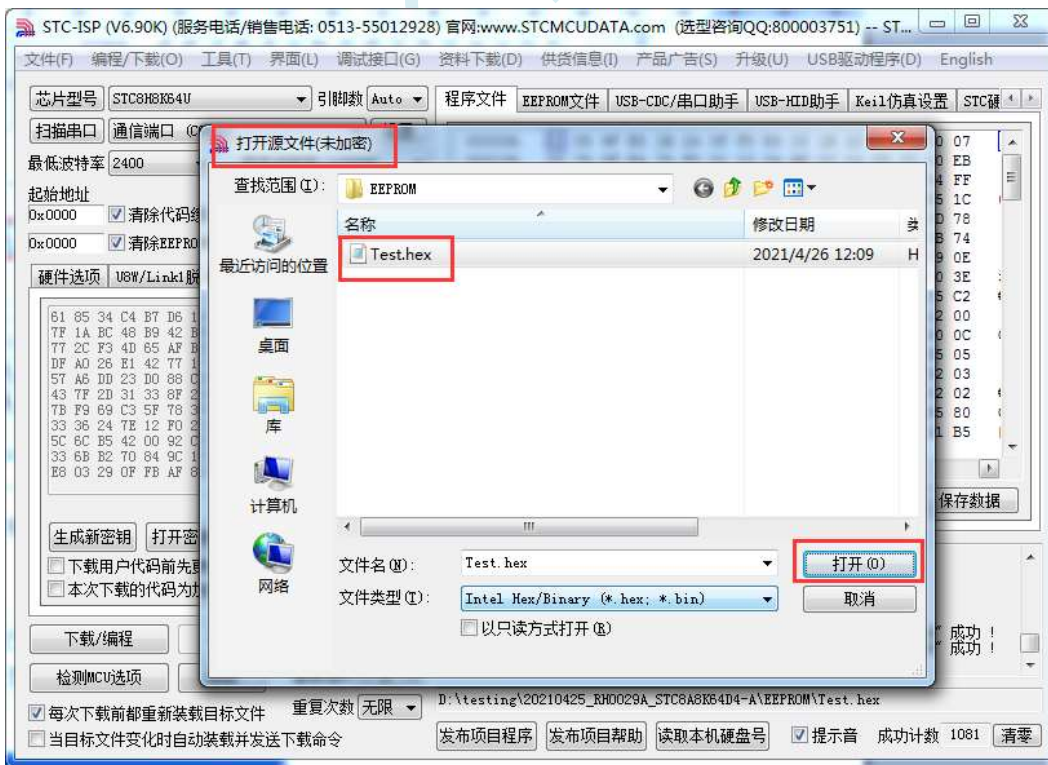 STC-ISP (V6.90K) (服务电话/销售电话: 0513-55012928) 官网:www.STCMCUDATA.com (选型咨询QQ:800003751) -- ST...
文件(F) 编程/下载(O) 工具(T) 界面(L) 调试接口(G) 资料下载(D) 供货信息(I) 产品广告(S) 升级(U) USB驱动程序(D) English
芯片型号 STC8H8K64U 引脚数 Auto 程序文件 EEPROM文件 USB-CDC/串口助手 USB-HID助手 Keil仿真设置
扫描串口 通信端口
最低波特率 2400
起始地址
0x0000 清除代码
0x0000 清除EEPRO
硬件选项 U8W/Link1脱
61 85 34 C4 B7 D6
7F 1A BC 48 B9 42
77 2C F3 4D 65 AF
DF A0 26 E1 42 77
57 A6 DD 23 D0 88
43 7F 2D 31 33 8F
7B F9 69 C3 5F 78
33 36 24 7E 12 F0
5C 6C B5 42 00 92
33 6B B2 70 84 9C
E8 03 29 0F FB AF
生成新密钥 打开密
下载用户代码前先
本次下载的代码为
下载/编程
检测MCU选项
打开源文件(未加密)
查找范围(I): EEPROM
名称 修改日期
Test.hex 2021/4/26 12:09 H
最近访问的位置
桌面
库
计算机
网络
文件名(N): Test.hex 打开(O)
文件类型(T): Intel Hex/Binary (*.hex; *.bin) 取消
以只读方式打开(R)
07
EB
FF
1C
78
74
0E
3E
C2
00
0C
05
03
02
80
B5
保存数据
成功 !
成功 !
每次下载前都重新装载目标文件 重复次数 无限 D:\testing\20210425_RH0029A_STC8A8K64D4-A\EEPROM\Test.hex
当目标文件变化时自动装载并发送下载命令 发布项目程序 发布项目帮助 读取本机硬盘号 提示音 成功计数 1081 清零